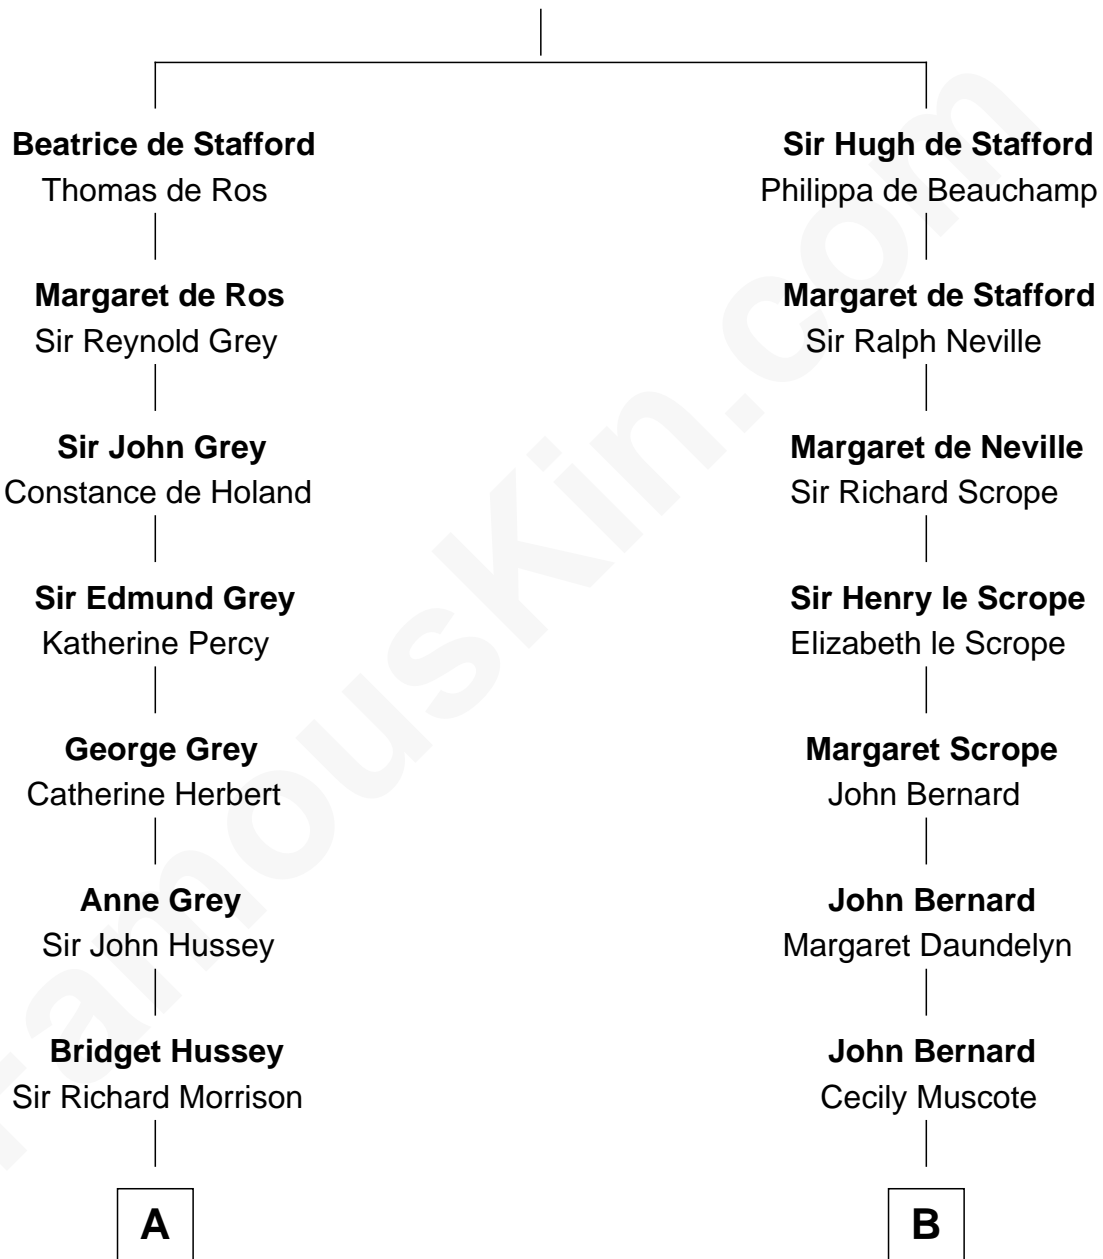 Beatrice de Stafford
Thomas de Ros
Margaret de Ros
Sir Reynold Grey
Sir John Grey
Constance de Holand
Sir Edmund Grey
Katherine Percy
George Grey
Catherine Herbert
Anne Grey
Sir John Hussey
Bridget Hussey
Sir Richard Morrison
A
Sir Hugh de Stafford
Philippa de Beauchamp
Margaret de Stafford
Sir Ralph Neville
Margaret de Neville
Sir Richard Scrope
Sir Henry le Scrope
Elizabeth le Scrope
Margaret Scrope
John Bernard
John Bernard
Margaret Daundelyn
John Bernard
Cecily Muscote
B
FamousKin.com